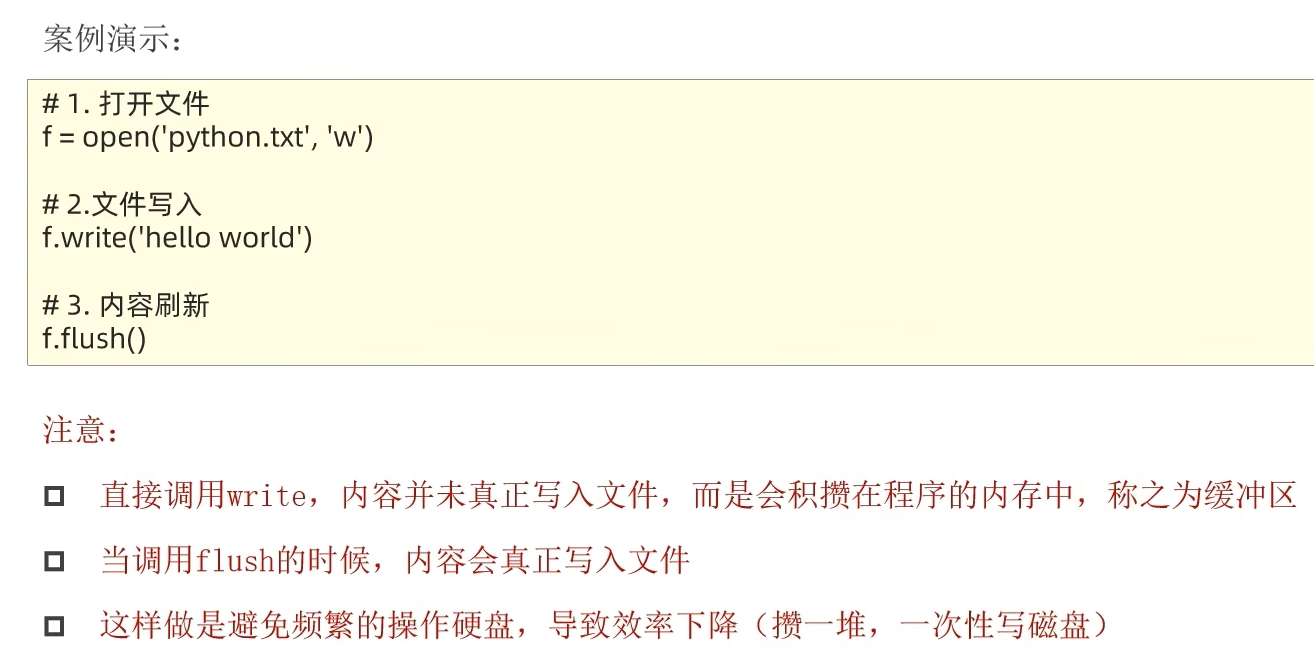 案例演示：
# 1. 打开文件
f = open('python.txt', 'w')
# 2.文件写入
f.write('hello world')
# 3. 内容刷新
f.flush()
注意：
直接调用write，内容并未真正写入文件，而是会积攒在程序的内存中，称之为缓冲区
当调用flush的时候，内容会真正写入文件
这样做是避免频繁的操作硬盘，导致效率下降（攒一堆，一次性写磁盘）